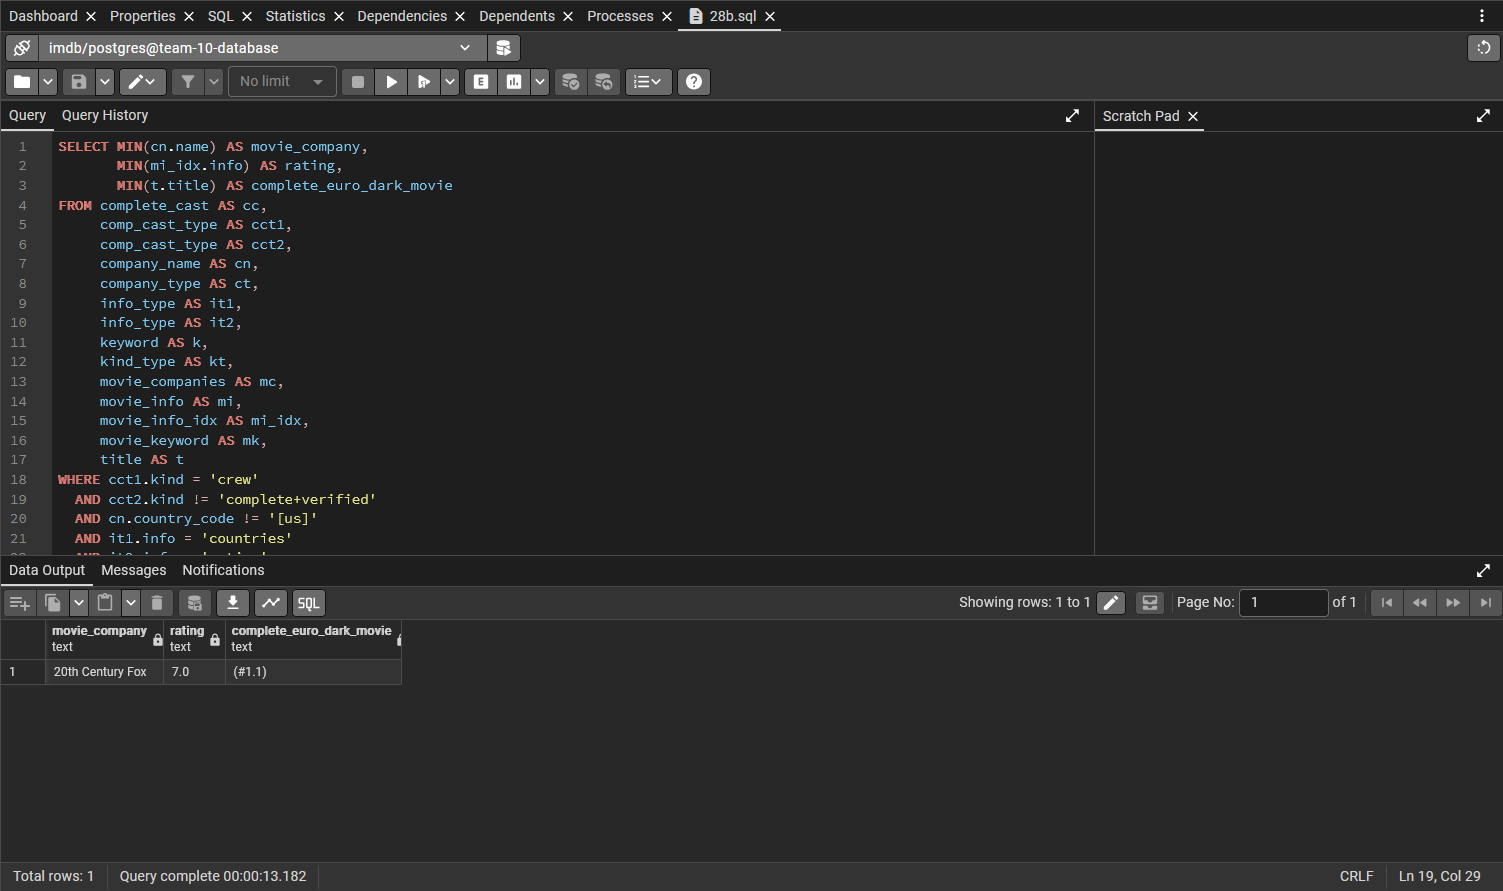 Dashboard Properties SQL Statistics Dependencies Dependents Processes 28b.sql
imdb/postgres@team-10-database
No limit E
Query Query History Scratch Pad
1 SELECT MIN(cn.name) AS movie_company,
2 MIN(mi_idx.info) AS rating,
3 MIN(t.title) AS complete_euro_dark_movie
4 FROM complete_cast AS cc,
5 comp_cast_type AS cct1,
6 comp_cast_type AS cct2,
7 company_name AS cn,
8 company_type AS ct,
9 info_type AS it1,
10 info_type AS it2,
11 keyword AS k,
12 kind_type AS kt,
13 movie_companies AS mc,
14 movie_info AS mi,
15 movie_info_idx AS mi_idx,
16 movie_keyword AS mk,
17 title AS t
18 WHERE cct1.kind = 'crew'
19 AND cct2.kind != 'complete+verified'
20 AND cn.country_code != '[us]'
21 AND it1.info = 'countries'
Data Output Messages Notifications
SQL Showing rows: 1 to 1 Page No: 1 of 1
movie_company rating complete_euro_dark_movie
text text text
1 20th Century Fox 7.0 (#1.1)
Total rows: 1 Query complete 00:00:13.182 CRLF Ln 19, Col 29